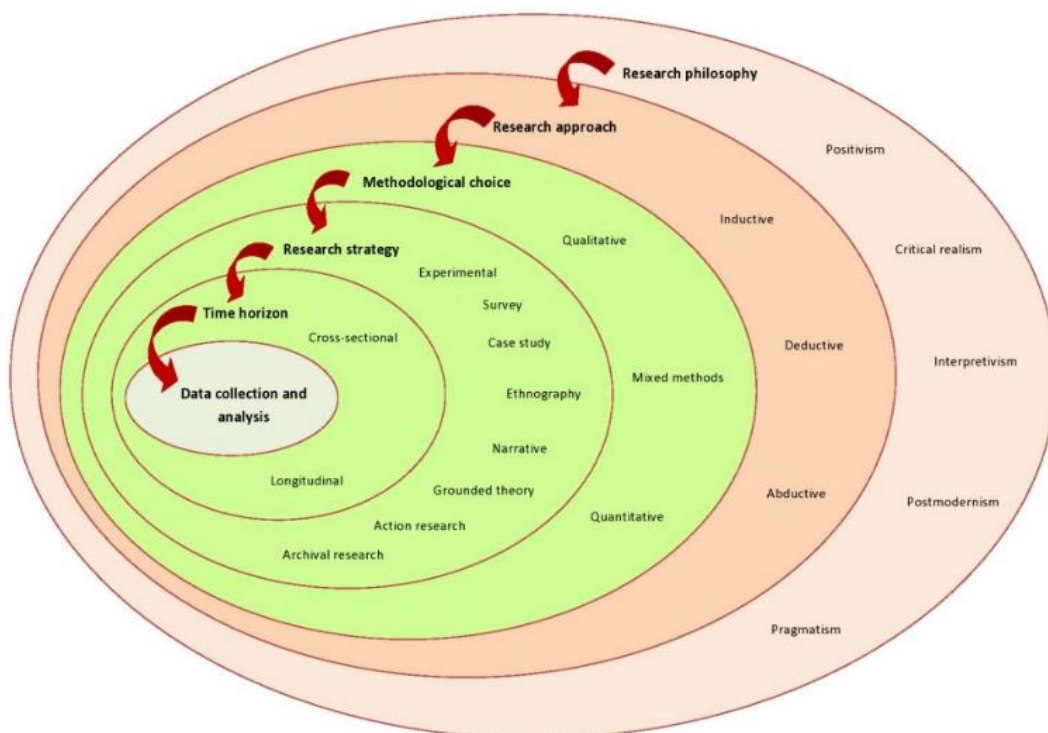 Research philosophy
Research approach
Positivism
Methodological choice
Inductive
Qualitative
Research strategy
Critical realism
Experimental
Survey
Time horizon
Cross-sectional
Case study
Deductive
Interpretivism
Mixed methods
Data collection and
analysis
Ethnography
Narrative
Longitudinal
Grounded theory
Abductive
Postmodernism
Quantitative
Action research
Archival research
Pragmatism